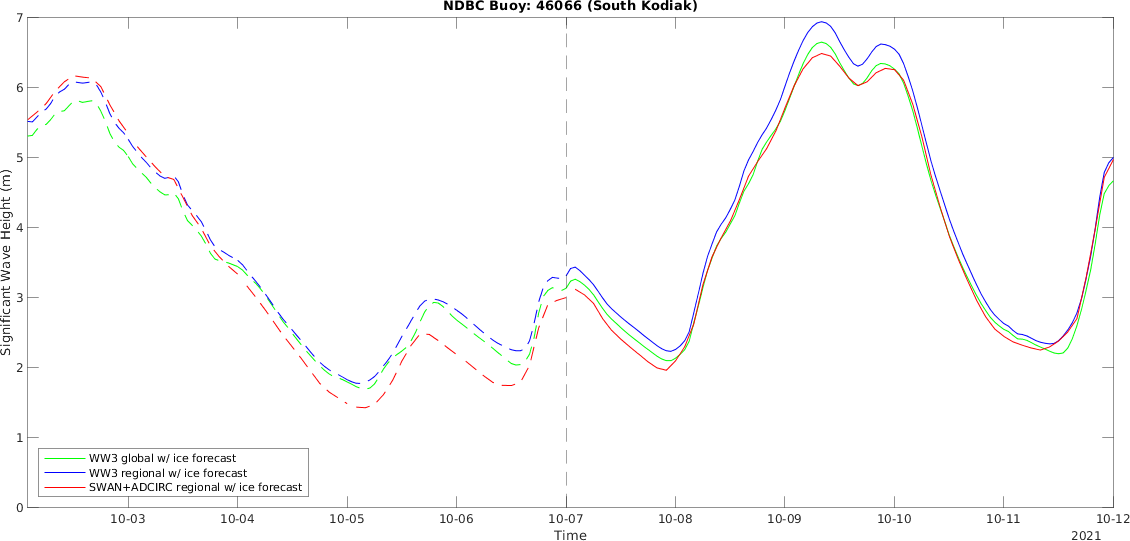 NDBC Buoy: 46066 (South Kodiak)
7
6
5
4
3
2
1
0
Significant Wave Height (m)
WW3 global w/ ice forecast
WW3 regional w/ ice forecast
SWAN+ADCIRC regional w/ ice forecast
10-03 10-04 10-05 10-06 10-07 10-08 10-09 10-10 10-11 10-12
Time
2021